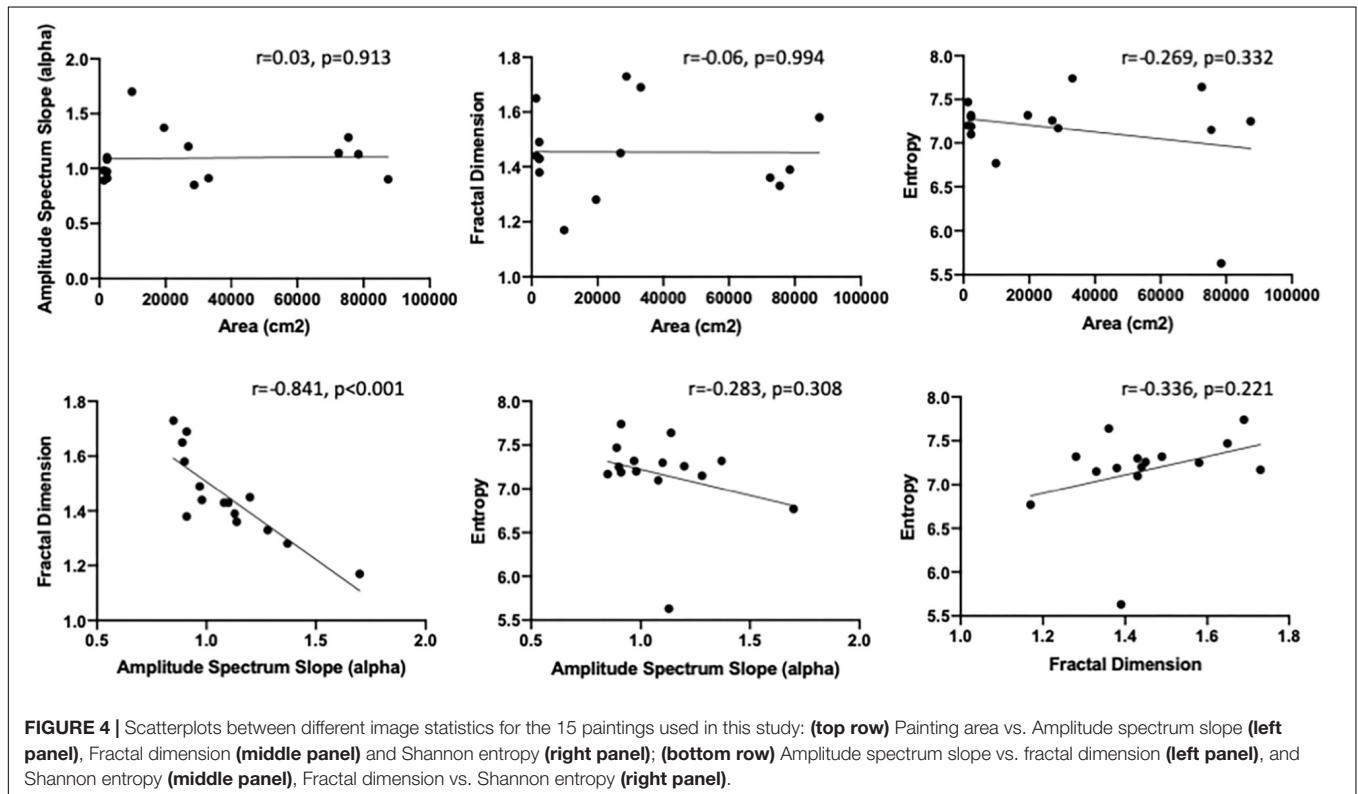 r=0.03, p=0.913
2.0
1.5
1.0
0.5
0.0
Amplitude Spectrum Slope (alpha)
0 20000 40000 60000 80000 100000
Area (cm2)
r=-0.06, p=0.994
1.8
1.6
1.4
1.2
1.0
Fractal Dimension
0 20000 40000 60000 80000 100000
Area (cm2)
r=-0.269, p=0.332
8.0
7.5
7.0
6.5
6.0
5.5
Entropy
0 20000 40000 60000 80000 100000
Area (cm2)
r=-0.841, p<0.001
1.8
1.6
1.4
1.2
1.0
Fractal Dimension
0.5 1.0 1.5 2.0
Amplitude Spectrum Slope (alpha)
r=-0.283, p=0.308
8.0
7.5
7.0
6.5
6.0
5.5
Entropy
0.5 1.0 1.5 2.0
Amplitude Spectrum Slope (alpha)
r=-0.336, p=0.221
8.0
7.5
7.0
6.5
6.0
5.5
Entropy
1.0 1.2 1.4 1.6 1.8
Fractal Dimension
FIGURE 4 | Scatterplots between different image statistics for the 15 paintings used in this study: (top row) Painting area vs. Amplitude spectrum slope (left
panel), Fractal dimension (middle panel) and Shannon entropy (right panel); (bottom row) Amplitude spectrum slope vs. fractal dimension (left panel), and
Shannon entropy (middle panel), Fractal dimension vs. Shannon entropy (right panel).